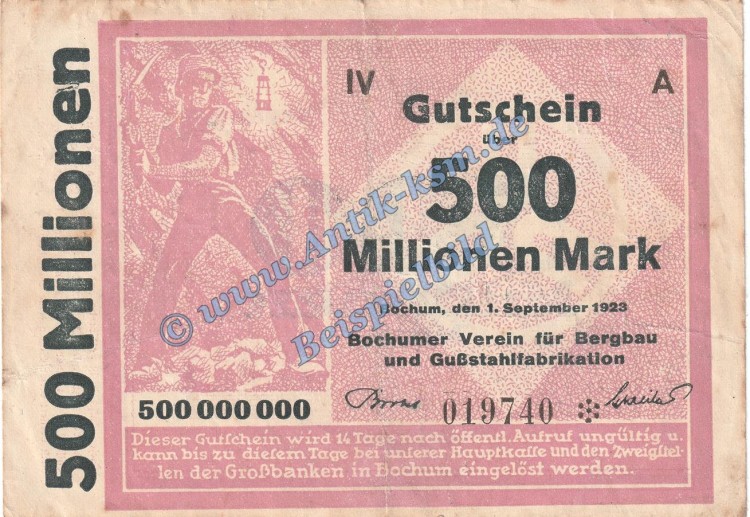 500 Millionen
IV A
Gutschein
über
500
Millionen Mark
Bochum, den 1. September 1923
Bochumer Verein für Bergbau
und Gußstahlfabrikation
500 000 000
019740
Dieser Gutschein wird 14 Tage nach öffentl. Aufruf ungültig u.
kann bis zu diesem Tage bei unserer Hauptkasse und den Zweigstel-
len der Großbanken in Bochum eingelöst werden.
© www.Antik-ksm.de
Beispielbild